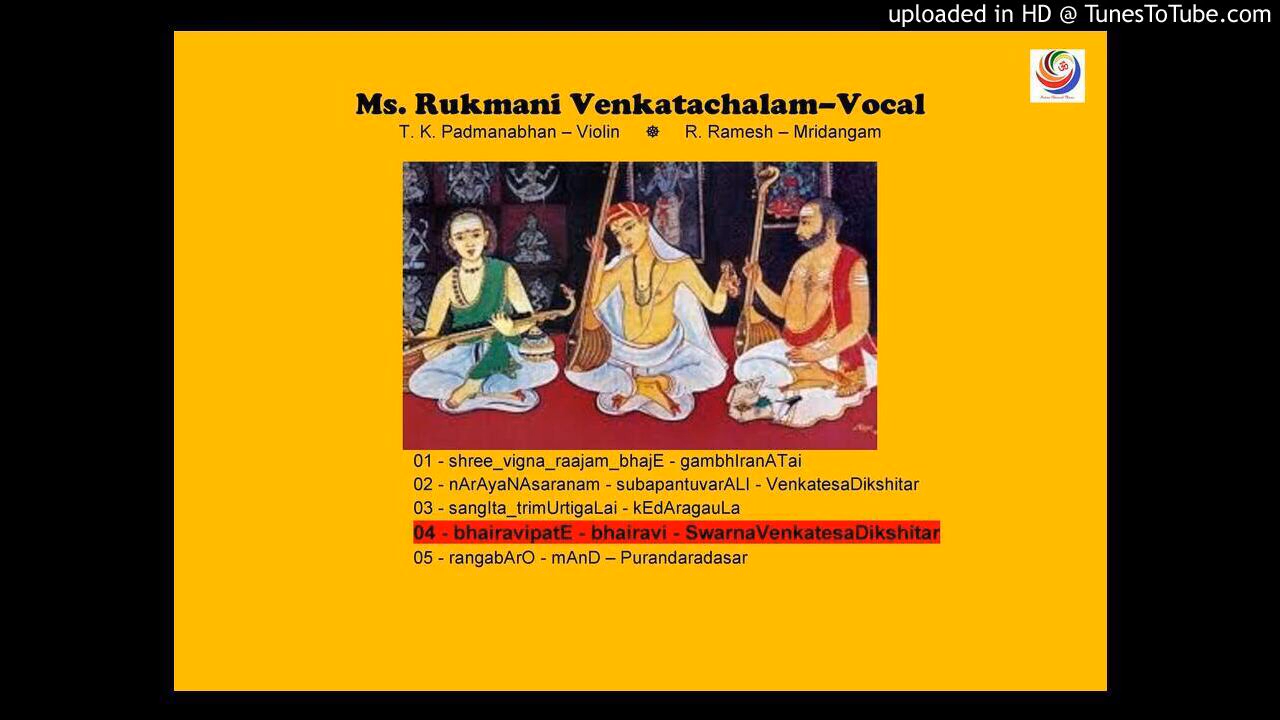 uploaded in HD @ TunesToTube.com
Ms. Rukmani Venkatachalam–Vocal
T. K. Padmanabhan – Violin ☸ R. Ramesh – Mridangam
01 - shree_vigna_raajam_bhajE - gambhIranATai
02 - nArAyaNAsaranam - subapantuvarALI - VenkatesaDikshitar
03 - sangIta_trimUrtigaLai - kEdAragauLa
04 - bhairavipatE - bhairavi - SwarnaVenkatesaDikshitar
05 - rangabArO - mAnD – Purandaradasar